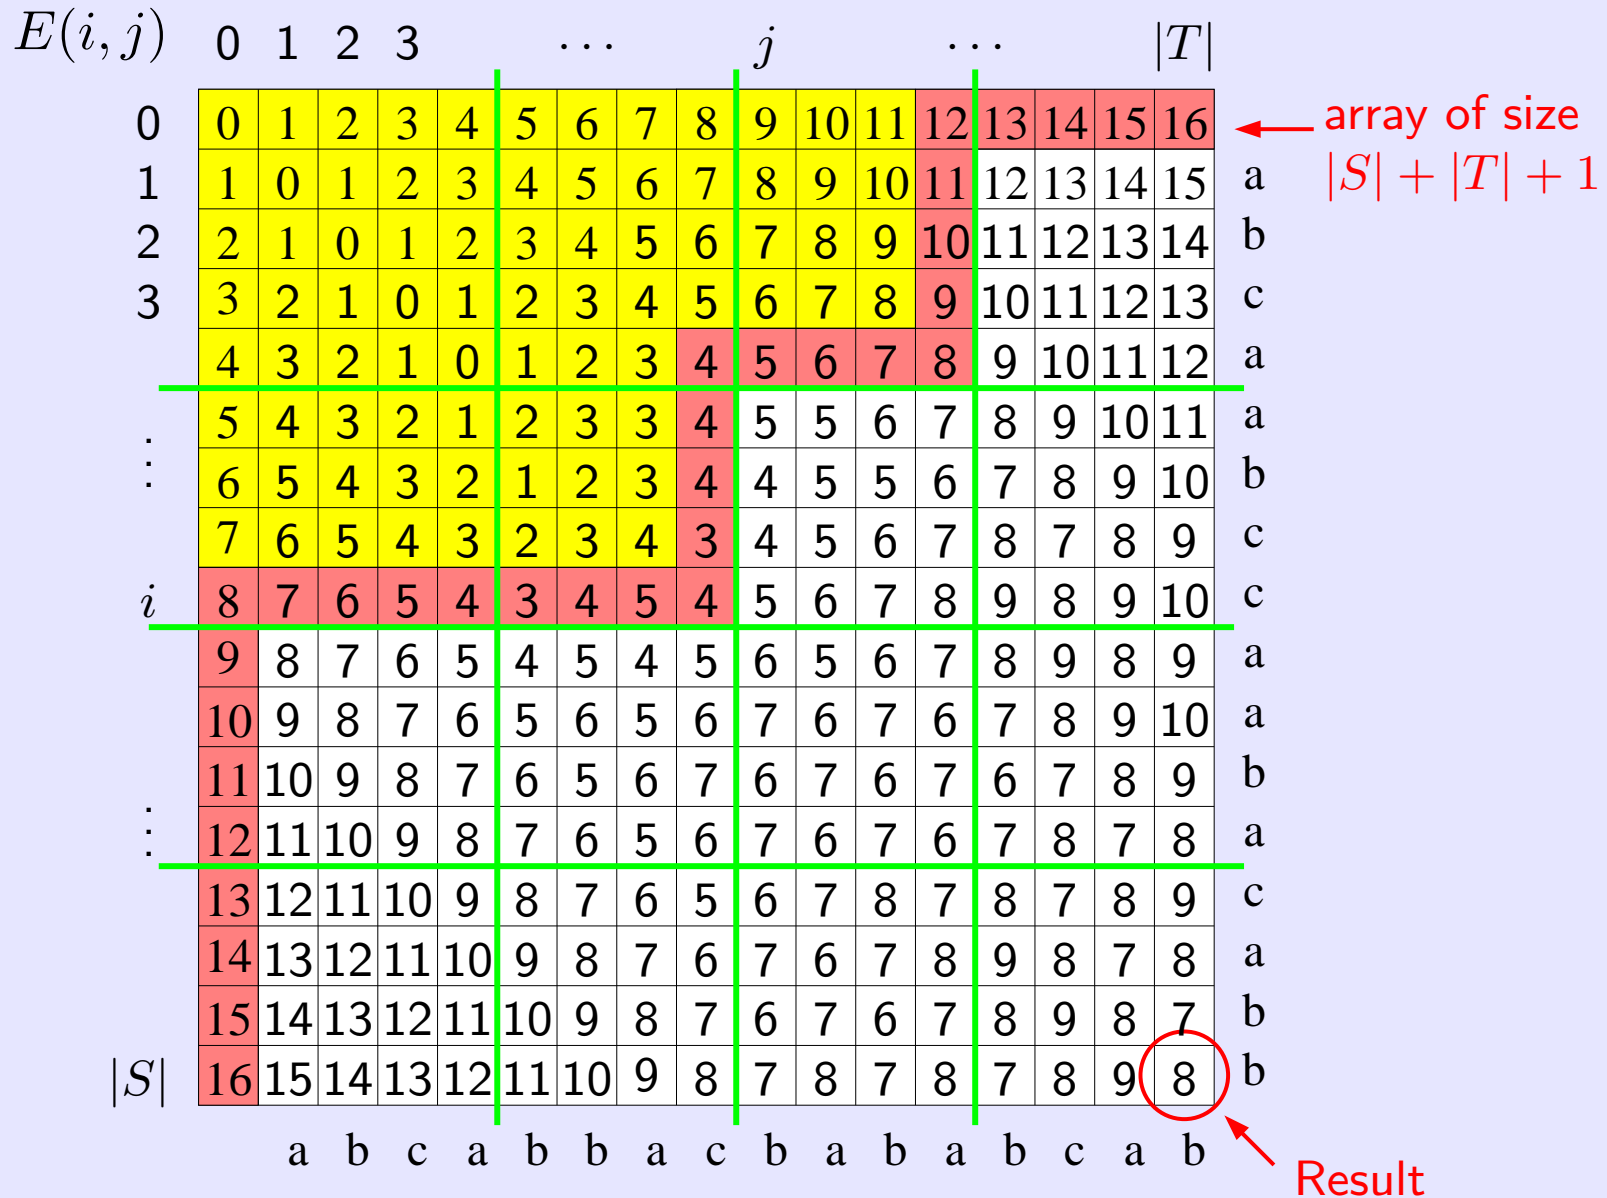 E(i, j) 0 1 2 3 ··· j ··· |T|
0 0 1 2 3 4 5 6 7 8 9 10 11 12 13 14 15 16 array of size
1 1 0 1 2 3 4 5 6 7 8 9 10 11 12 13 14 15 a |S| + |T| + 1
2 2 1 0 1 2 3 4 5 6 7 8 9 10 11 12 13 14 b
3 3 2 1 0 1 2 3 4 5 6 7 8 9 10 11 12 13 c
4 3 2 1 0 1 2 3 4 5 6 7 8 9 10 11 12 a
5 4 3 2 1 2 3 3 4 5 5 6 7 8 9 10 11 a
⋮ 6 5 4 3 2 1 2 3 4 4 5 5 6 7 8 9 10 b
7 6 5 4 3 2 3 4 3 4 5 6 7 8 7 8 9 c
i 8 7 6 5 4 3 4 5 4 5 6 7 8 9 8 9 10 c
9 8 7 6 5 4 5 4 5 6 5 6 7 8 9 8 9 a
10 9 8 7 6 5 6 5 6 7 6 7 6 7 8 9 10 a
11 10 9 8 7 6 5 6 7 6 7 6 7 6 7 8 9 b
⋮ 12 11 10 9 8 7 6 5 6 7 6 7 6 7 8 7 8 a
13 12 11 10 9 8 7 6 5 6 7 8 7 8 7 8 9 c
14 13 12 11 10 9 8 7 6 7 6 7 8 9 8 7 8 a
15 14 13 12 11 10 9 8 7 6 7 6 7 8 9 8 7 b
|S| 16 15 14 13 12 11 10 9 8 7 8 7 8 7 8 9 8 b
a b c a b b a c b a b a b c a b
Result